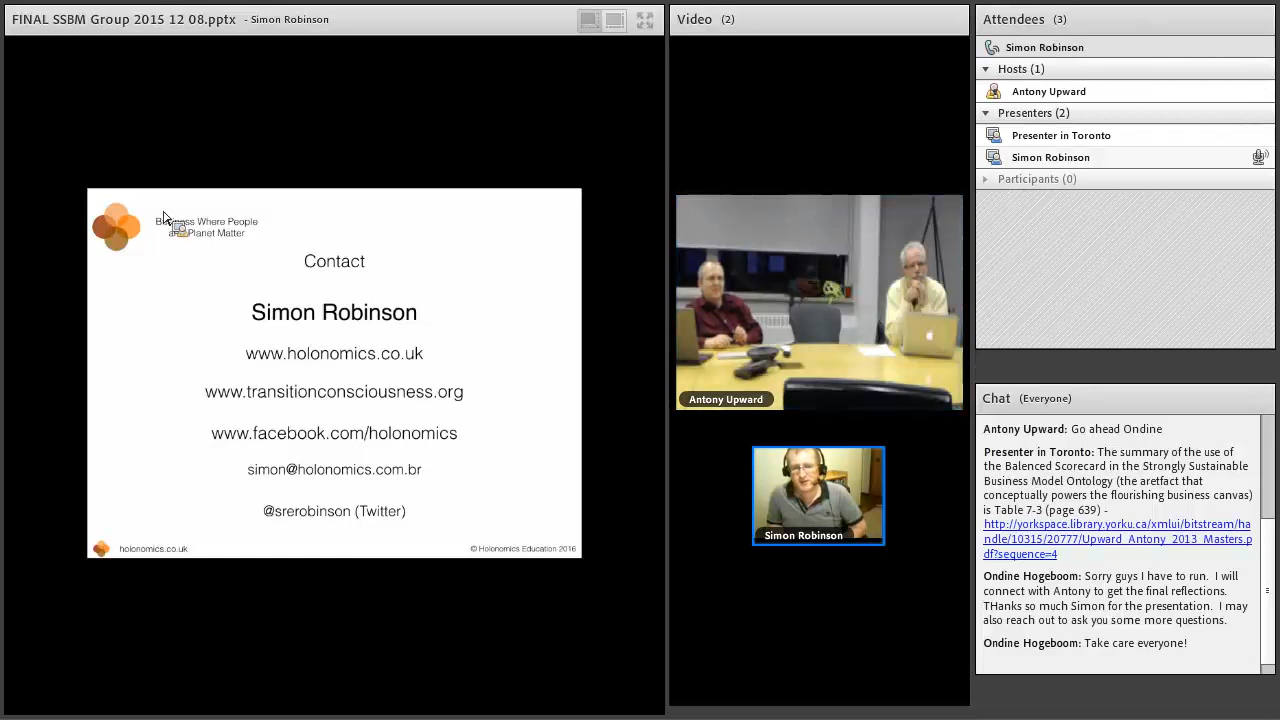 FINAL SSBM Group 2015 12 08.pptx - Simon Robinson
Where People
Planet Matter
Contact
Simon Robinson
www.holonomics.co.uk
www.transitionconsciousness.org
www.facebook.com/holonomics
simon@holonomics.com.br
@srerobinson (Twitter)
holonomics.co.uk
© Holonomics Education 2016
Video (2)
Antony Upward
Simon Robinson
Attendees (3)
Simon Robinson
Hosts (1)
Antony Upward
Presenters (2)
Presenter in Toronto
Simon Robinson
Participants (0)
Chat (Everyone)
Antony Upward: Go ahead Ondine
Presenter in Toronto: The summary of the use of
the Balenced Scorecard in the Strongly Sustainable
Business Model Ontology (the aretfact that
conceptually powers the flourishing business canvas)
is Table 7-3 (page 639) -
http://yorkspace.library.yorku.ca/xmlui/bitstream/ha
ndle/10315/20777/Upward_Antony_2013_Masters.p
df?sequence=4
Ondine Hogeboom: Sorry guys I have to run. I will
connect with Antony to get the final reflections.
THanks so much Simon for the presentation. I may
also reach out to ask you some more questions.
Ondine Hogeboom: Take care everyone!